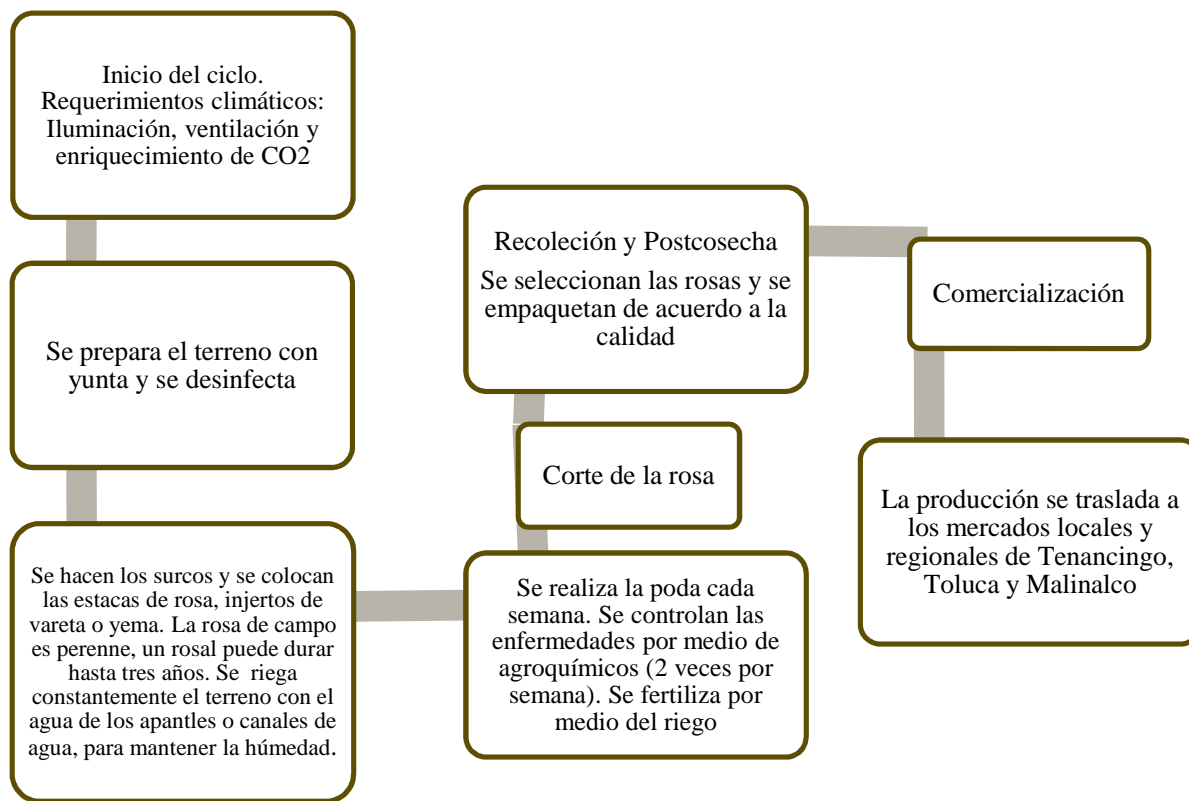 Inicio del ciclo.
Requerimientos climáticos:
Iluminación, ventilación y
enriquecimiento de CO2
Se prepara el terreno con
yunta y se desinfecta
Se hacen los surcos y se colocan
las estacas de rosa, injertos de
vareta o yema. La rosa de campo
es perenne, un rosal puede durar
hasta tres años. Se riega
constantemente el terreno con el
agua de los apantles o canales de
agua, para mantener la húmedad.
Se realiza la poda cada
semana. Se controlan las
enfermedades por medio de
agroquímicos (2 veces por
semana). Se fertiliza por
medio del riego
Corte de la rosa
Recoleción y Postcosecha
Se seleccionan las rosas y se
empaquetan de acuerdo a la
calidad
Comercialización
La producción se traslada a
los mercados locales y
regionales de Tenancingo,
Toluca y Malinalco